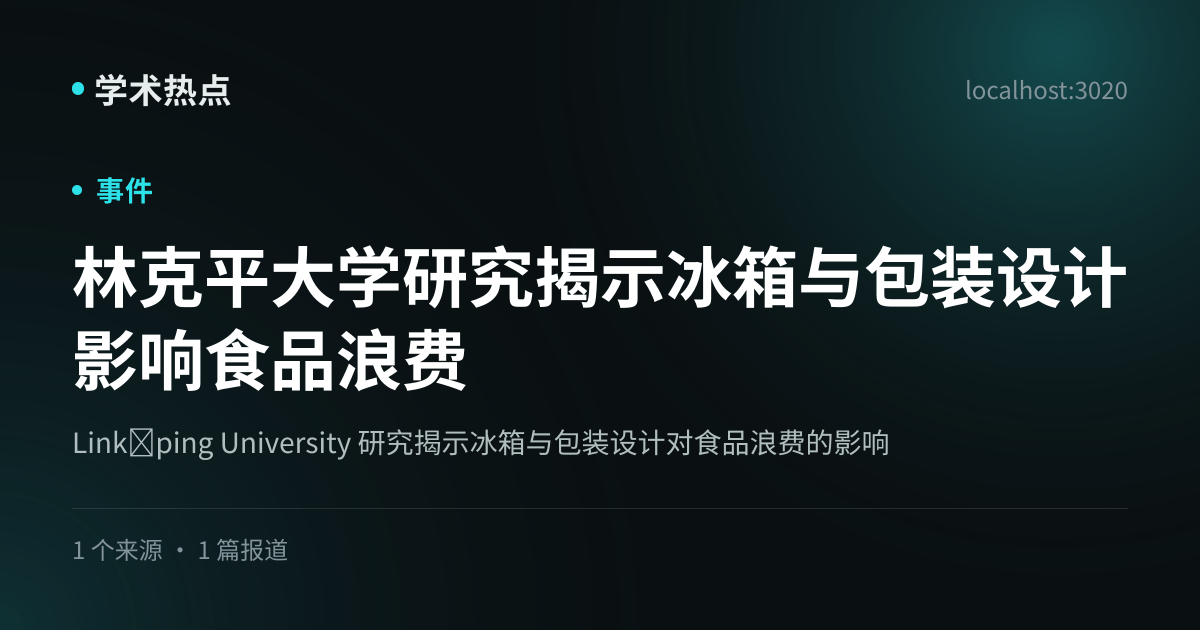 学术热点
localhost:3020
事件
林克平大学研究揭示冰箱与包装设计
影响食品浪费
Link☒ping University 研究揭示冰箱与包装设计对食品浪费的影响
1 个来源 · 1 篇报道